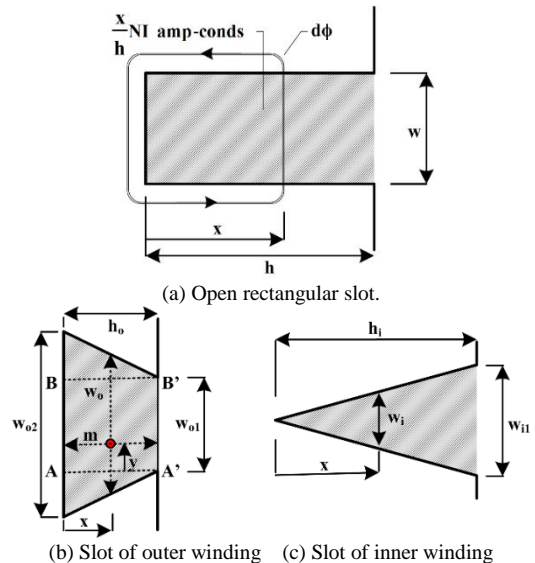 x/h NI amp-conds
dϕ
w
x
h
(a) Open rectangular slot.
h_o
h_i
B
B'
w_o
w_o2
w_o1
m
w_i
w_i1
y
A
A'
x
x
(b) Slot of outer winding (c) Slot of inner winding